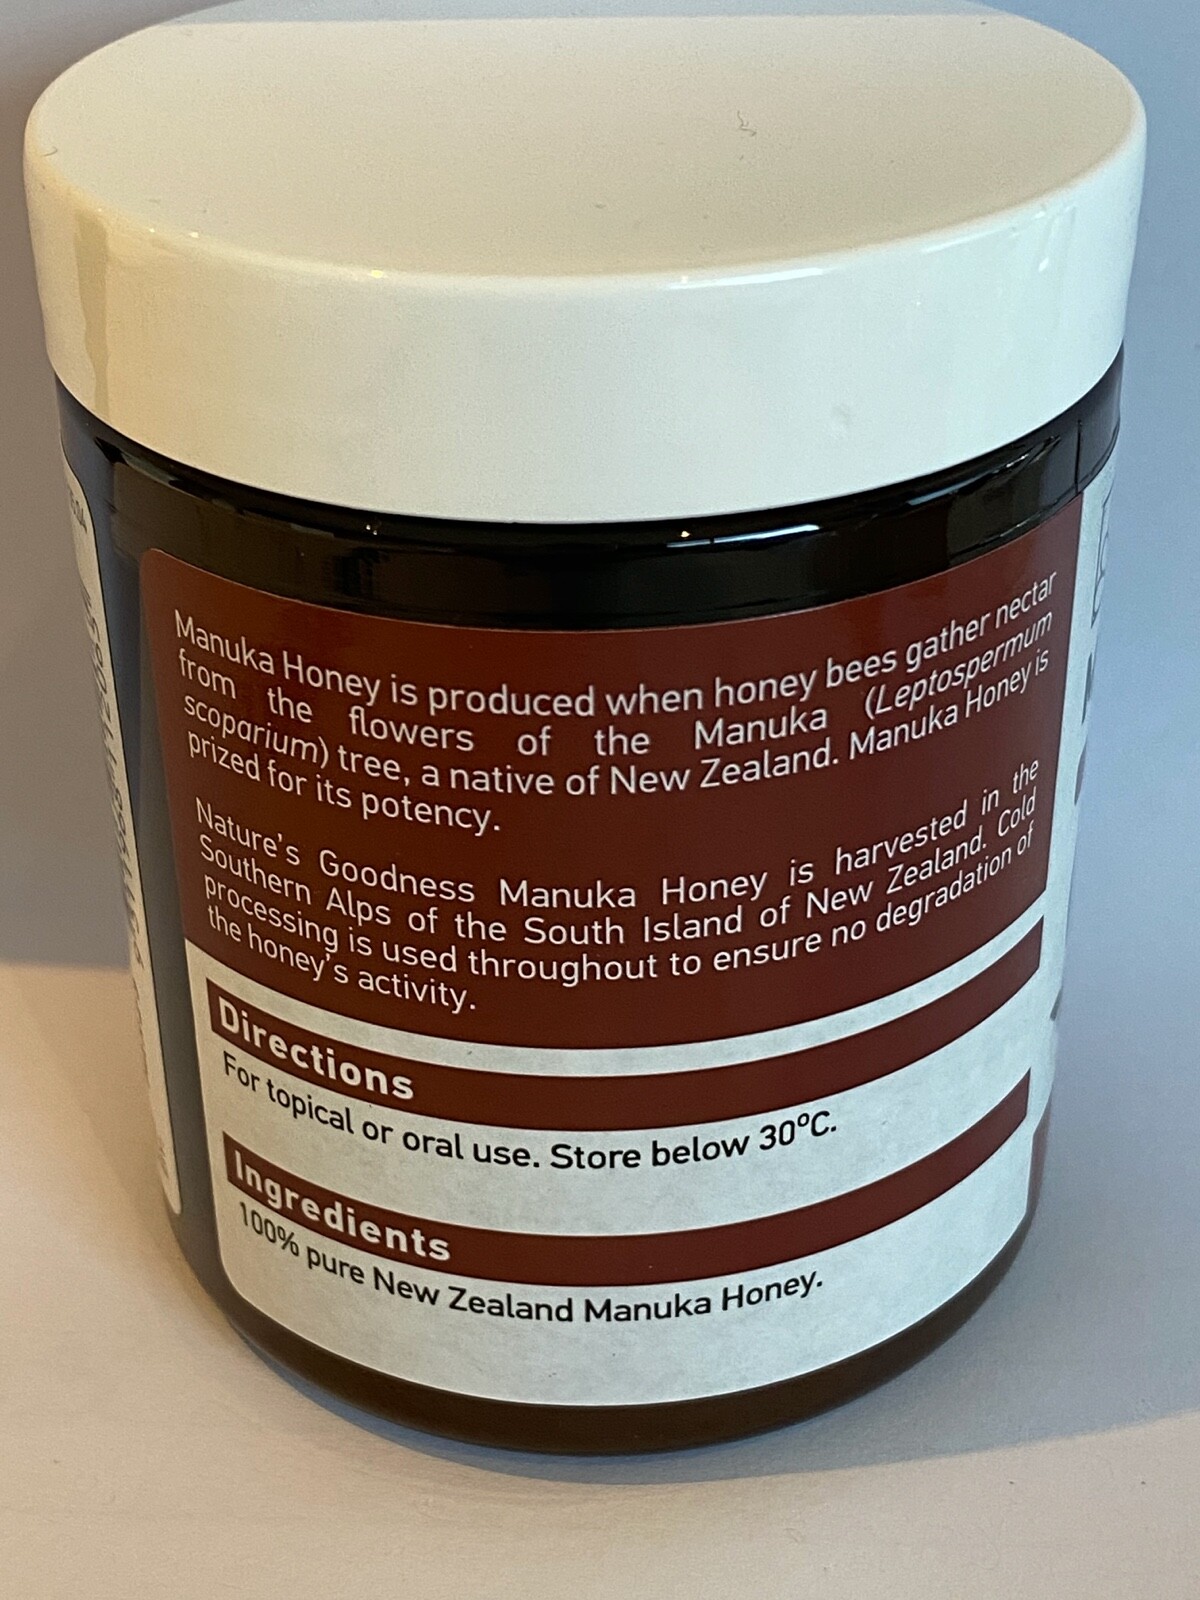 Manuka Honey is produced when honey bees gather nectar
from the flowers of the Manuka (Leptospermum
scoparium) tree, a native of New Zealand. Manuka Honey is
prized for its potency.
Nature's Goodness Manuka Honey is harvested in the
Southern Alps of the South Island of New Zealand. Cold
processing is used throughout to ensure no degradation of
the honey's activity.
Directions
For topical or oral use. Store below 30°C.
Ingredients
100% pure New Zealand Manuka Honey.